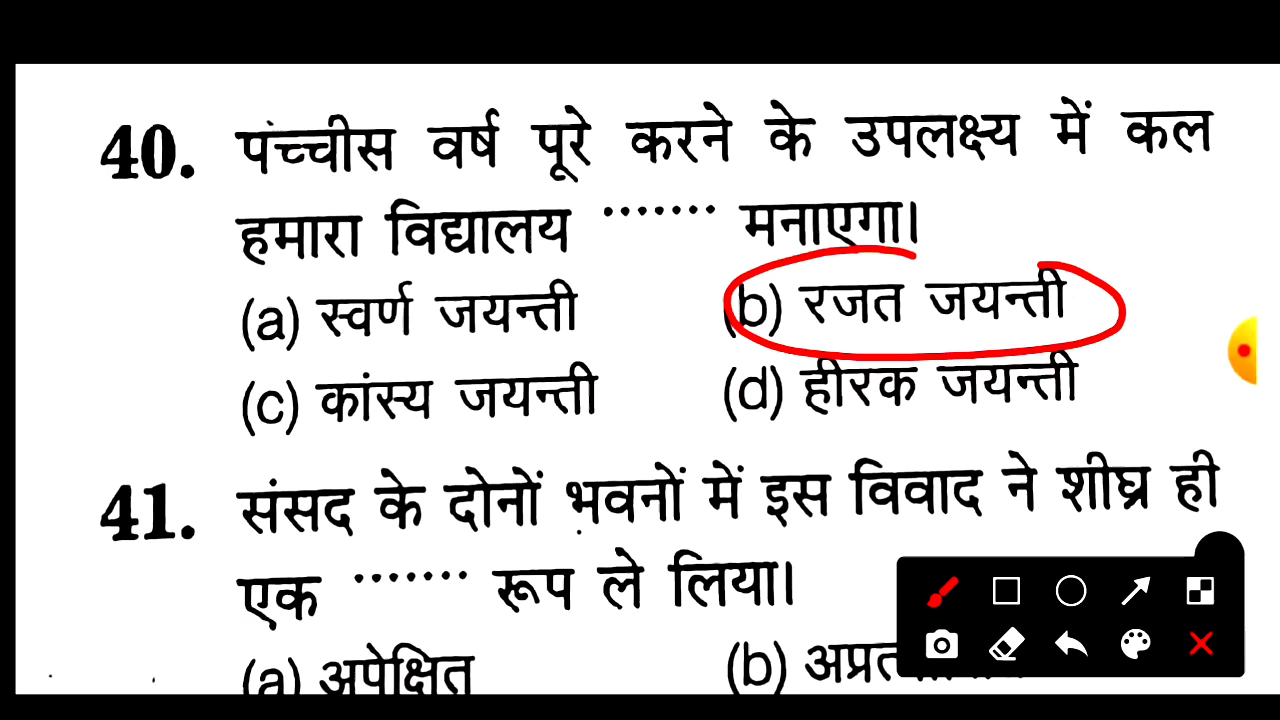 40. पंच्चीस वर्ष पूरे करने के उपलक्ष्य में कल
हमारा विद्यालय ······· मनाएगा।
(a) स्वर्ण जयन्ती (b) रजत जयन्ती
(c) कांस्य जयन्ती (d) हीरक जयन्ती
41. संसद के दोनों भवनों में इस विवाद ने शीघ्र ही
एक ······· रूप ले लिया।
(a) अपेक्षित (b)